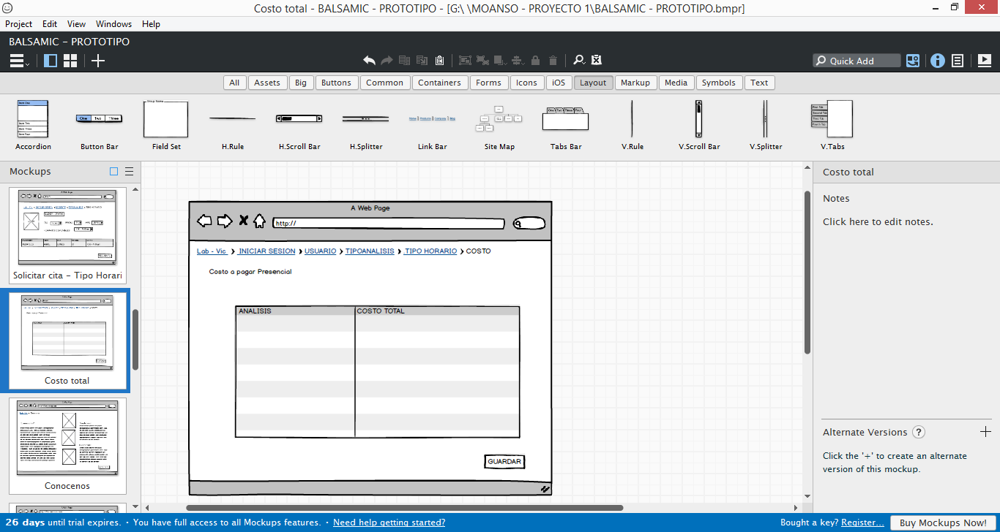 Costo total - BALSAMIC - PROTOTIPO - [G:\ \MOANSO - PROYECTO 1\BALSAMIC - PROTOTIPO.bmpr]
Project Edit View Windows Help
BALSAMIC - PROTOTIPO
Quick Add
All Assets Big Buttons Common Containers Forms Icons iOS Layout Markup Media Symbols Text
One Two Three
Accordion Button Bar Field Set H.Rule H.Scroll Bar H.Splitter Link Bar Site Map Tabs Bar V.Rule V.Scroll Bar V.Splitter V.Tabs
Mockups
Solicitar cita - Tipo Horari
Costo total
Conocenos
A Web Page
http://
Lab - Vic > INICIAR SESION > USUARIO > TIPOANALISIS > .TIPO HORARIO > COSTO
Costo a pagar Presencial
ANALISIS COSTO TOTAL
GUARDAR
Costo total
Notes
Click here to edit notes.
Alternate Versions ?
Click the '+' to create an alternate
version of this mockup.
26 days until trial expires. · You have full access to all Mockups features. · Need help getting started?
Bought a key? Register... Buy Mockups Now!